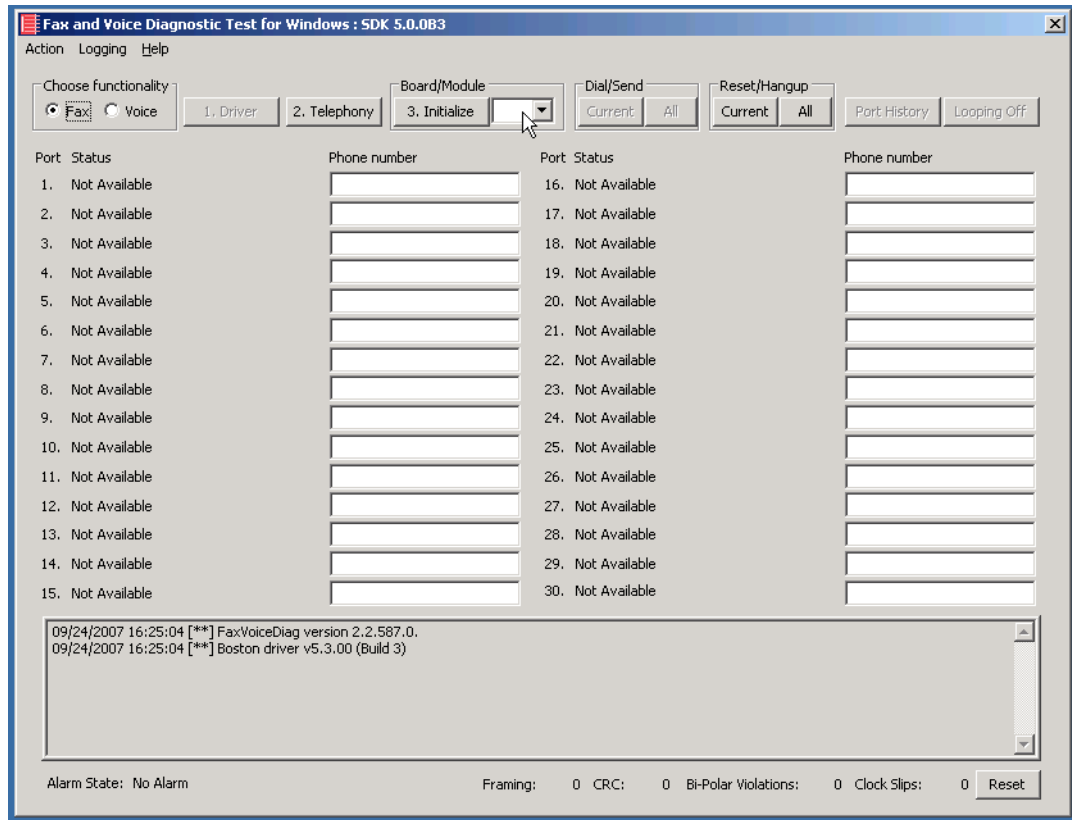 Fax and Voice Diagnostic Test for Windows : SDK 5.0.0B3
Action Logging Help
Choose functionality Board/Module Dial/Send Reset/Hangup
Fax Voice 1. Driver 2. Telephony 3. Initialize Current All Current All Port History Looping Off
Port Status Phone number Port Status Phone number
1. Not Available 16. Not Available
2. Not Available 17. Not Available
3. Not Available 18. Not Available
4. Not Available 19. Not Available
5. Not Available 20. Not Available
6. Not Available 21. Not Available
7. Not Available 22. Not Available
8. Not Available 23. Not Available
9. Not Available 24. Not Available
10. Not Available 25. Not Available
11. Not Available 26. Not Available
12. Not Available 27. Not Available
13. Not Available 28. Not Available
14. Not Available 29. Not Available
15. Not Available 30. Not Available
09/24/2007 16:25:04 [**] FaxVoiceDiag version 2.2.587.0.
09/24/2007 16:25:04 [**] Boston driver v5.3.00 (Build 3)
Alarm State: No Alarm Framing: 0 CRC: 0 Bi-Polar Violations: 0 Clock Slips: 0 Reset